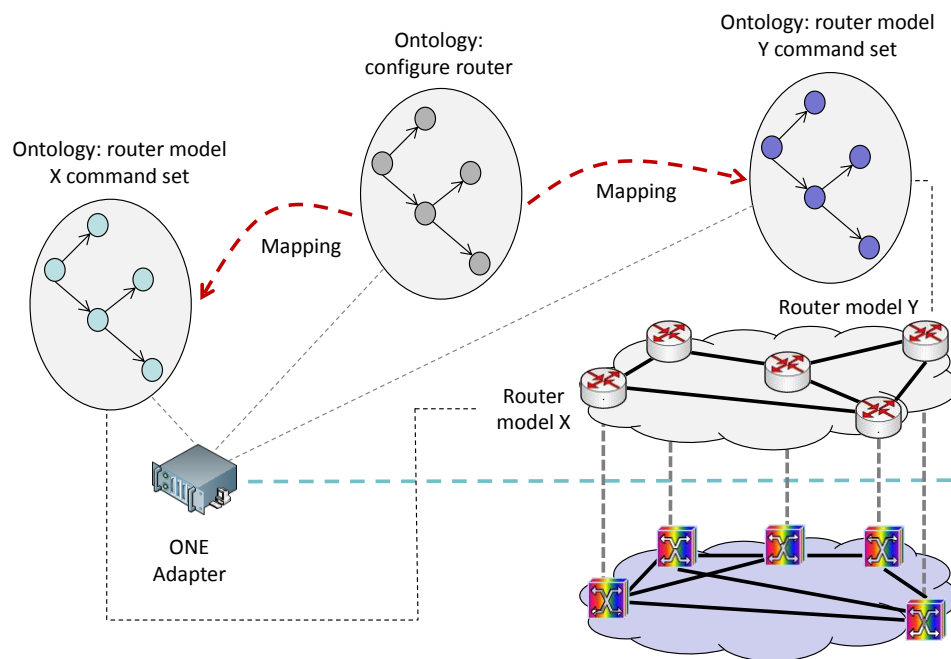 Ontology:
configure router
Ontology: router model
Y command set
Ontology: router model
X command set
Mapping
Mapping
Router model Y
Router
model X
ONE
Adapter